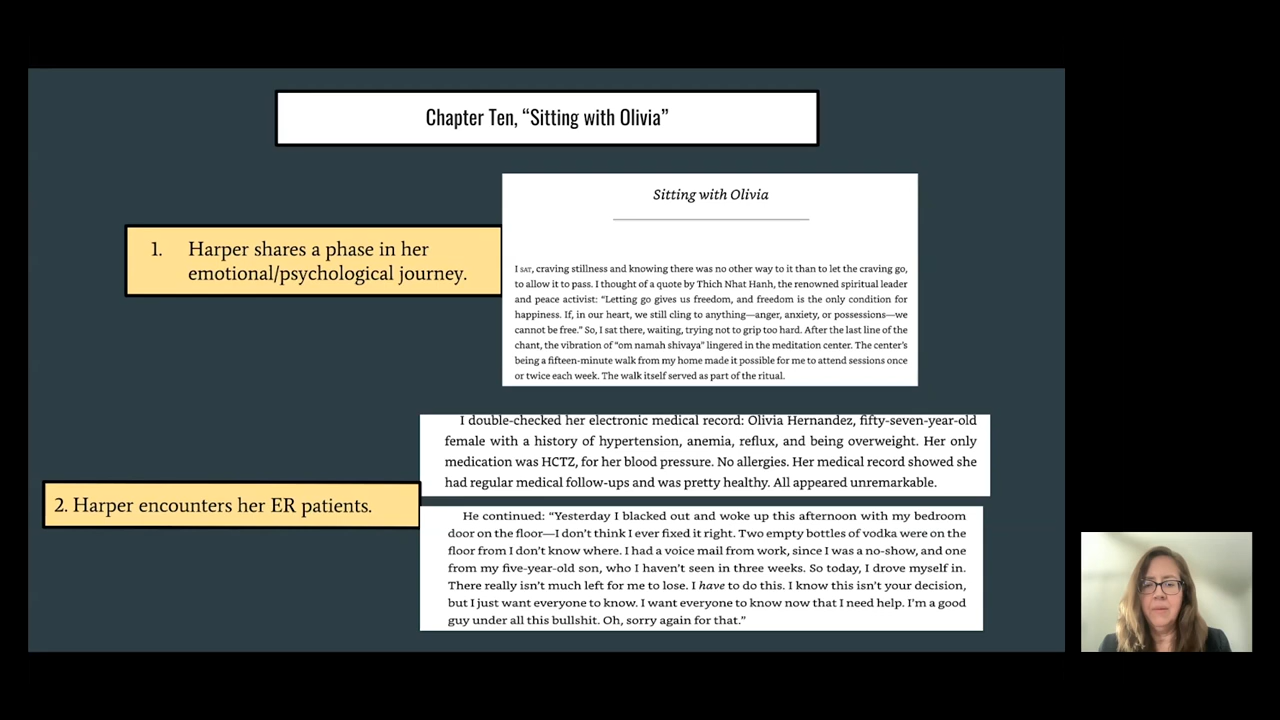 Chapter Ten, “Sitting with Olivia”
Sitting with Olivia
1. Harper shares a phase in her
emotional/psychological journey.
I SAT, craving stillness and knowing there was no other way to it than to let the craving go,
to allow it to pass. I thought of a quote by Thich Nhat Hanh, the renowned spiritual leader
and peace activist: “Letting go gives us freedom, and freedom is the only condition for
happiness. If, in our heart, we still cling to anything—anger, anxiety, or possessions—we
cannot be free.” So, I sat there, waiting, trying not to grip too hard. After the last line of the
chant, the vibration of “om namah shivaya” lingered in the meditation center. The center’s
being a fifteen-minute walk from my home made it possible for me to attend sessions once
or twice each week. The walk itself served as part of the ritual.
I double-checked her electronic medical record: Olivia Hernandez, fifty-seven-year-old
female with a history of hypertension, anemia, reflux, and being overweight. Her only
medication was HCTZ, for her blood pressure. No allergies. Her medical record showed she
had regular medical follow-ups and was pretty healthy. All appeared unremarkable.
2. Harper encounters her ER patients.
He continued: “Yesterday I blacked out and woke up this afternoon with my bedroom
door on the floor—I don’t think I ever fixed it right. Two empty bottles of vodka were on the
floor from I don’t know where. I had a voice mail from work, since I was a no-show, and one
from my five-year-old son, who I haven’t seen in three weeks. So today, I drove myself in.
There really isn’t much left for me to lose. I have to do this. I know this isn’t your decision,
but I just want everyone to know. I want everyone to know now that I need help. I’m a good
guy under all this bullshit. Oh, sorry again for that.”